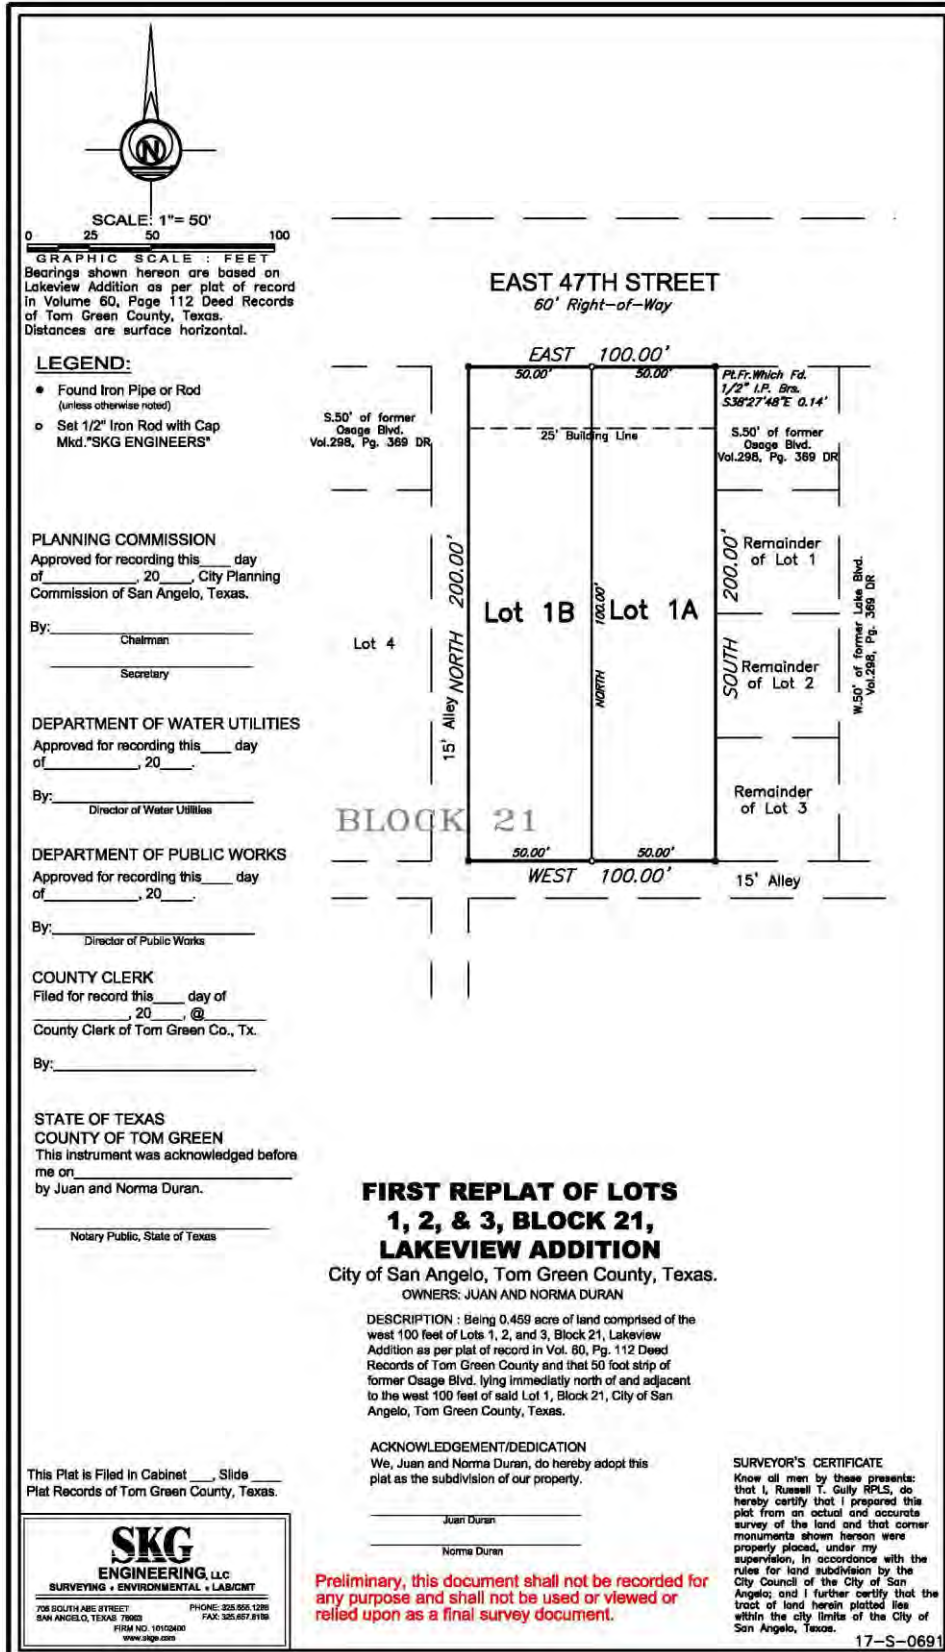 N
SCALE: 1"= 50'
0 25 50 100
GRAPHIC SCALE : FEET
Bearings shown hereon are based on
Lakeview Addition as per plat of record
in Volume 60, Page 112 Deed Records
of Tom Green County, Texas.
Distances are surface horizontal.
LEGEND:
Found Iron Pipe or Rod
(unless otherwise noted)
Set 1/2" Iron Rod with Cap
Mkd."SKG ENGINEERS"
PLANNING COMMISSION
Approved for recording this____ day
of____________, 20____, City Planning
Commission of San Angelo, Texas.
By:
Chairman
Secretary
DEPARTMENT OF WATER UTILITIES
Approved for recording this____ day
of____________, 20____.
By:
Director of Water Utilities
DEPARTMENT OF PUBLIC WORKS
Approved for recording this____ day
of____________, 20____.
By:
Director of Public Works
COUNTY CLERK
Filed for record this____ day of
____________, 20____, @________
County Clerk of Tom Green Co., Tx.
By:
STATE OF TEXAS
COUNTY OF TOM GREEN
This instrument was acknowledged before
me on
by Juan and Norma Duran.
Notary Public, State of Texas
This Plat is Filed in Cabinet ___, Slide ____
Plat Records of Tom Green County, Texas.
SKG
ENGINEERING, LLC
SURVEYING • ENVIRONMENTAL • LAB/CMT
706 SOUTH ABE STREET
SAN ANGELO, TEXAS 76903
PHONE: 325.655.1288
FAX: 325.657.8189
FIRM NO. 10102400
www.skge.com
EAST 47TH STREET
60' Right-of-Way
EAST 100.00'
50.00' 50.00'
Pt.Fr.Which Fd.
1/2" I.P. Brs.
S38°27'48"E 0.14'
S.50' of former
Osage Blvd.
Vol.298, Pg. 369 DR
25' Building Line
S.50' of former
Osage Blvd.
Vol.298, Pg. 369 DR
Lot 4
15' Alley
NORTH 200.00'
Lot 1B
NORTH 100.00'
Lot 1A
SOUTH 200.00'
Remainder
of Lot 1
Remainder
of Lot 2
Remainder
of Lot 3
W.50' of former Lake Blvd.
Vol.298, Pg. 369 DR
BLOCK 21
50.00' 50.00'
WEST 100.00'
15' Alley
FIRST REPLAT OF LOTS
1, 2, & 3, BLOCK 21,
LAKEVIEW ADDITION
City of San Angelo, Tom Green County, Texas.
OWNERS: JUAN AND NORMA DURAN
DESCRIPTION : Being 0.459 acre of land comprised of the
west 100 feet of Lots 1, 2, and 3, Block 21, Lakeview
Addition as per plat of record in Vol. 60, Pg. 112 Deed
Records of Tom Green County and that 50 foot strip of
former Osage Blvd. lying immediatly north of and adjacent
to the west 100 feet of said Lot 1, Block 21, City of San
Angelo, Tom Green County, Texas.
ACKNOWLEDGEMENT/DEDICATION
We, Juan and Norma Duran, do hereby adopt this
plat as the subdivision of our property.
Juan Duran
Norma Duran
Preliminary, this document shall not be recorded for
any purpose and shall not be used or viewed or
relied upon as a final survey document.
SURVEYOR'S CERTIFICATE
Know all men by these presents:
that I, Russell T. Gully RPLS, do
hereby certify that I prepared this
plat from an actual and accurate
survey of the land and that corner
monuments shown hereon were
properly placed, under my
supervision, in accordance with the
rules for land subdivision by the
City Council of the City of San
Angelo; and I further certify that the
tract of land herein platted lies
within the city limits of the City of
San Angelo, Texas.
17-S-0691